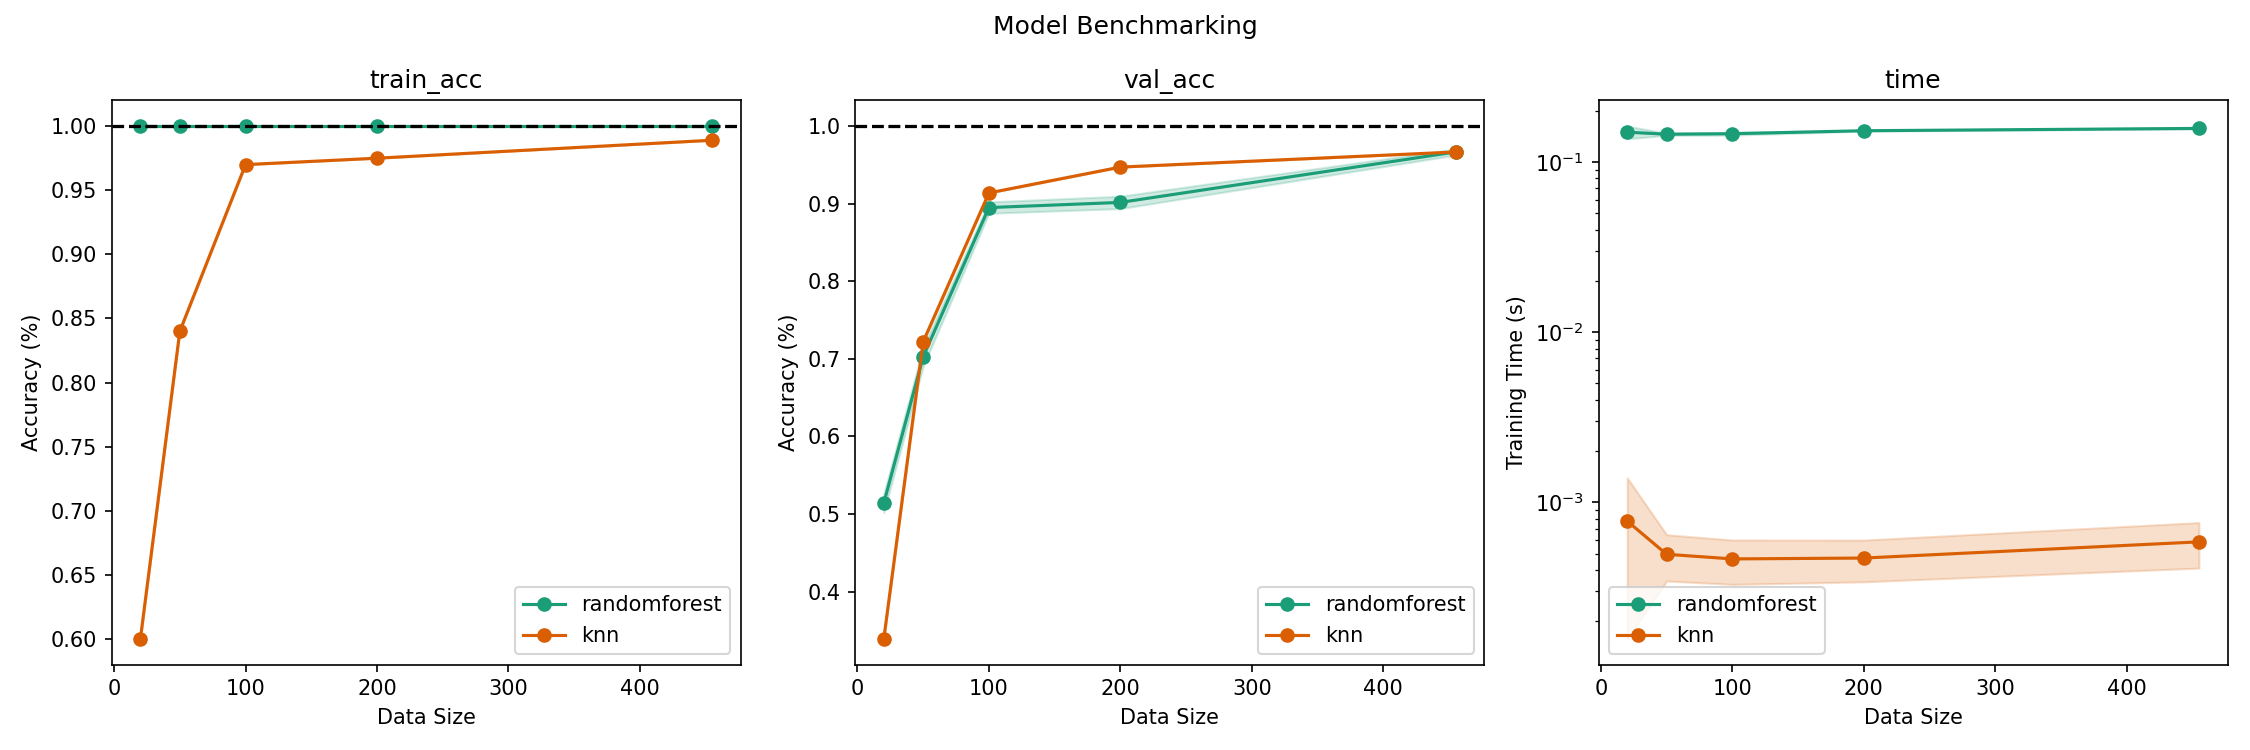 Model Benchmarking
train_acc
Accuracy (%)
1.00
0.95
0.90
0.85
0.80
0.75
0.70
0.65
0.60
0 100 200 300 400
Data Size
randomforest
knn
val_acc
Accuracy (%)
1.0
0.9
0.8
0.7
0.6
0.5
0.4
0 100 200 300 400
Data Size
randomforest
knn
time
Training Time (s)
10⁻¹
10⁻²
10⁻³
0 100 200 300 400
Data Size
randomforest
knn